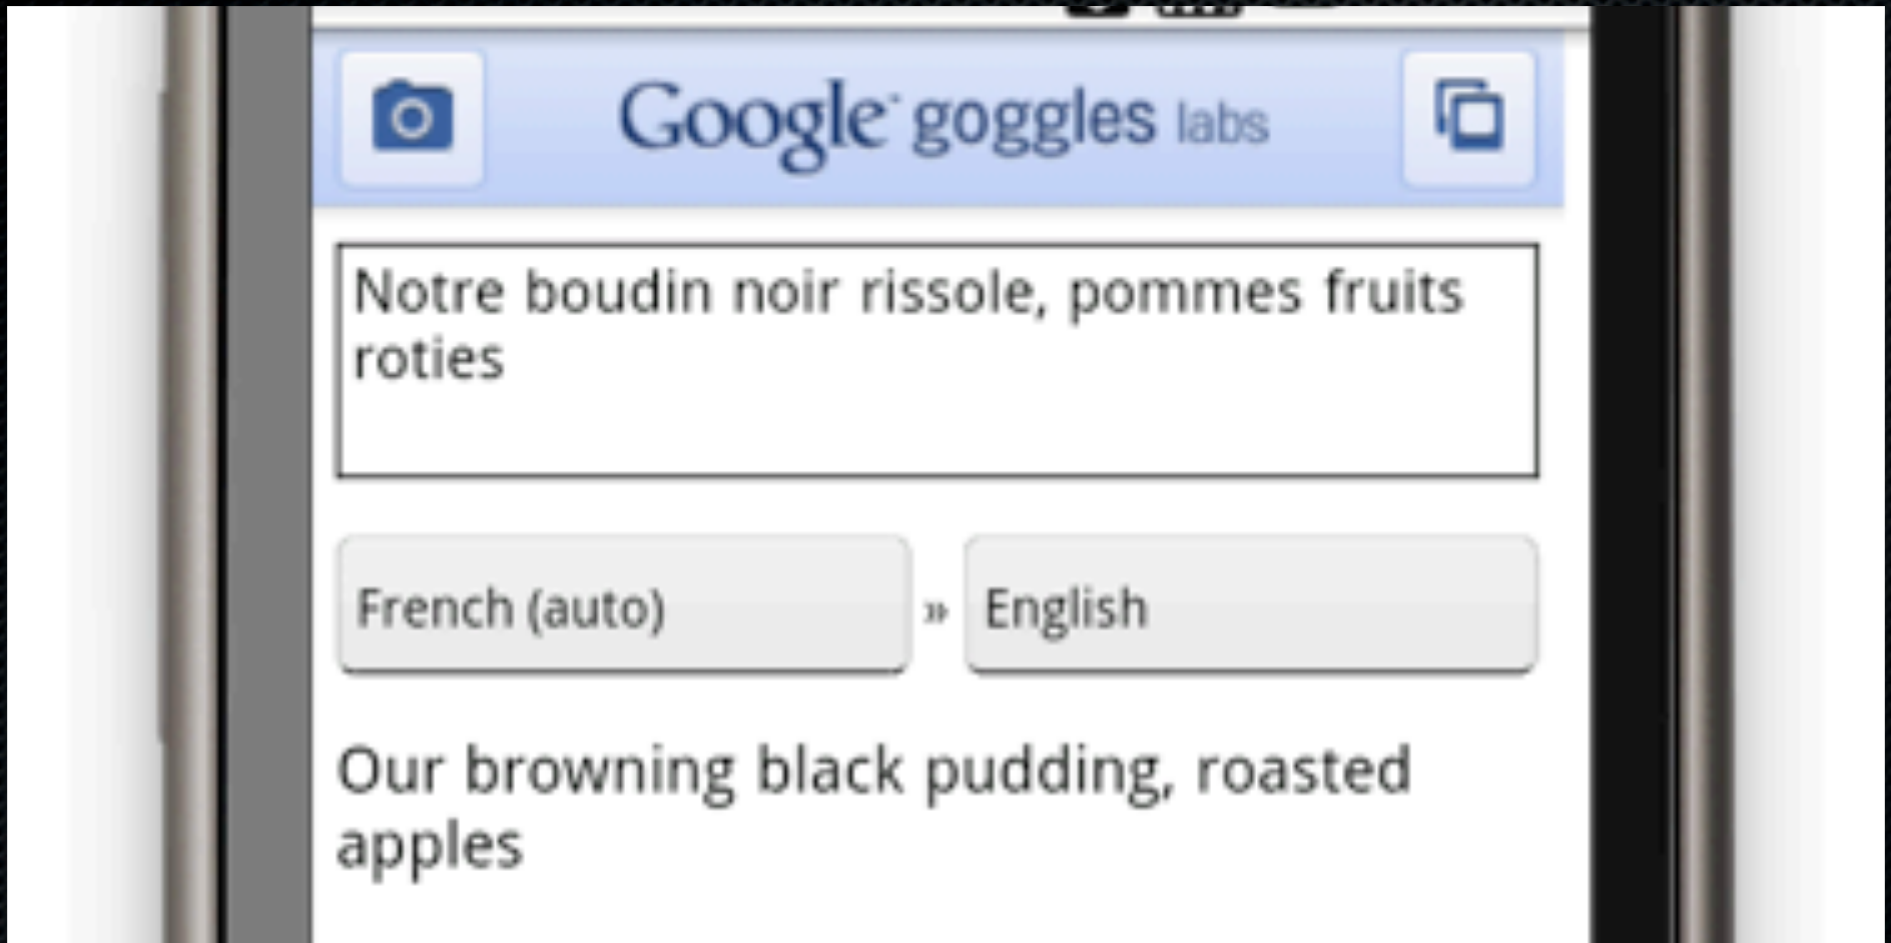 Google goggles labs
Notre boudin noir rissole, pommes fruits
roties
French (auto) » English
Our browning black pudding, roasted
apples